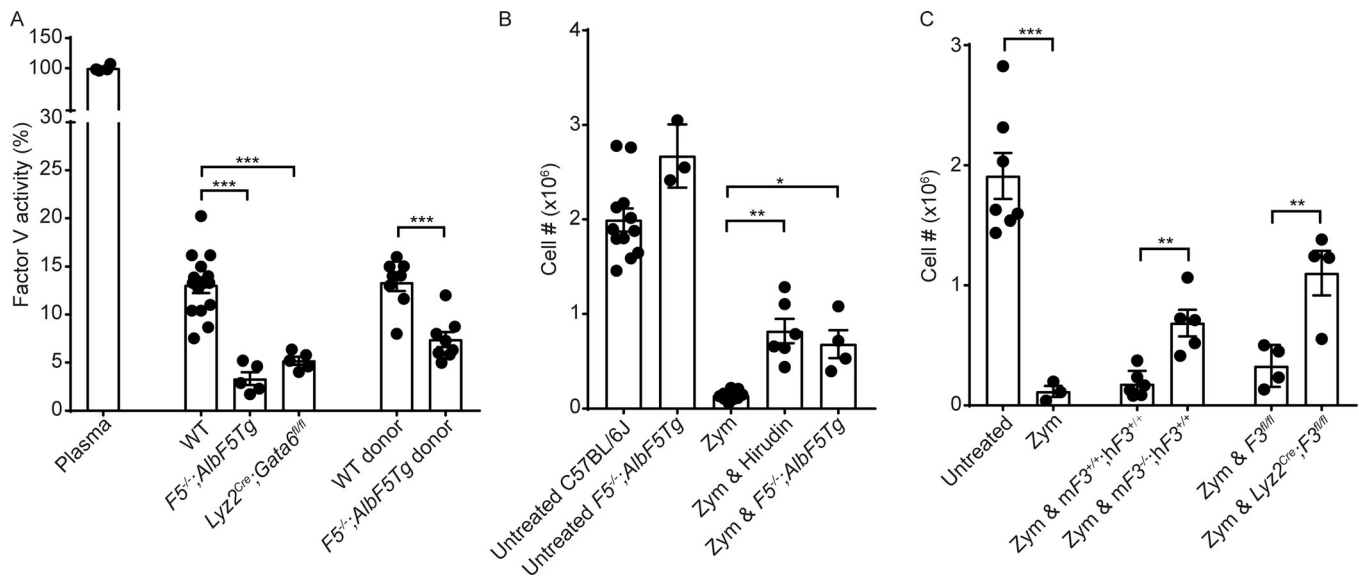 A
Factor V activity (%)
150
100
30
25
20
15
10
5
0
***
***
***
Plasma
WT
F5-/-;AlbF5Tg
Lyz2Cre;Gata6fl/fl
WT donor
F5-/-;AlbF5Tg donor
B
Cell # (x10⁶)
4
3
2
1
0
*
**
Untreated C57BL/6J
Untreated F5-/-;AlbF5Tg
Zym
Zym & Hirudin
Zym & F5-/-;AlbF5Tg
C
Cell # (x10⁶)
3
2
1
0
***
**
**
Untreated
Zym
Zym & mF3+/+;hF3+/+
Zym & mF3-/-;hF3+/+
Zym & F3fl/fl
Zym & Lyz2Cre;F3fl/fl